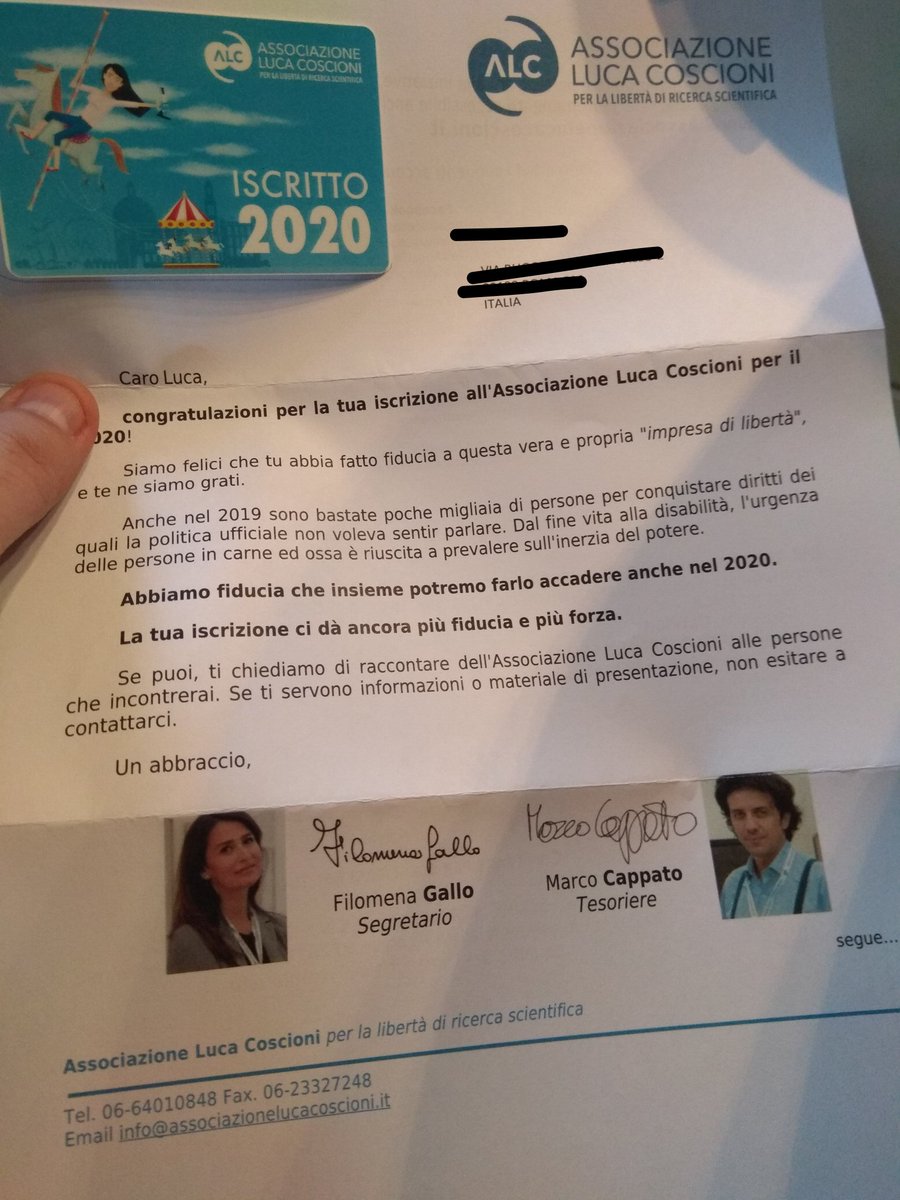 ALC
ASSOCIAZIONE
LUCA COSCIONI
PER LA LIBERTÀ DI RICERCA SCIENTIFICA
ISCRITTO
2020
ALC
ASSOCIAZIONE
LUCA COSCIONI
PER LA LIBERTÀ DI RICERCA SCIENTIFICA
ITALIA
Caro Luca,
congratulazioni per la tua iscrizione all'Associazione Luca Coscioni per il
020!
Siamo felici che tu abbia fatto fiducia a questa vera e propria "impresa di libertà",
e te ne siamo grati.
Anche nel 2019 sono bastate poche migliaia di persone per conquistare diritti dei
quali la politica ufficiale non voleva sentir parlare. Dal fine vita alla disabilità, l'urgenza
delle persone in carne ed ossa è riuscita a prevalere sull'inerzia del potere.
Abbiamo fiducia che insieme potremo farlo accadere anche nel 2020.
La tua iscrizione ci dà ancora più fiducia e più forza.
Se puoi, ti chiediamo di raccontare dell'Associazione Luca Coscioni alle persone
che incontrerai. Se ti servono informazioni o materiale di presentazione, non esitare a
contattarci.
Un abbraccio,
Filomena Gallo
Marco Cappato
Filomena Gallo
Segretario
Marco Cappato
Tesoriere
segue...
Associazione Luca Coscioni per la libertà di ricerca scientifica
Tel. 06-64010848 Fax. 06-23327248
Email info@associazionelucacoscioni.it